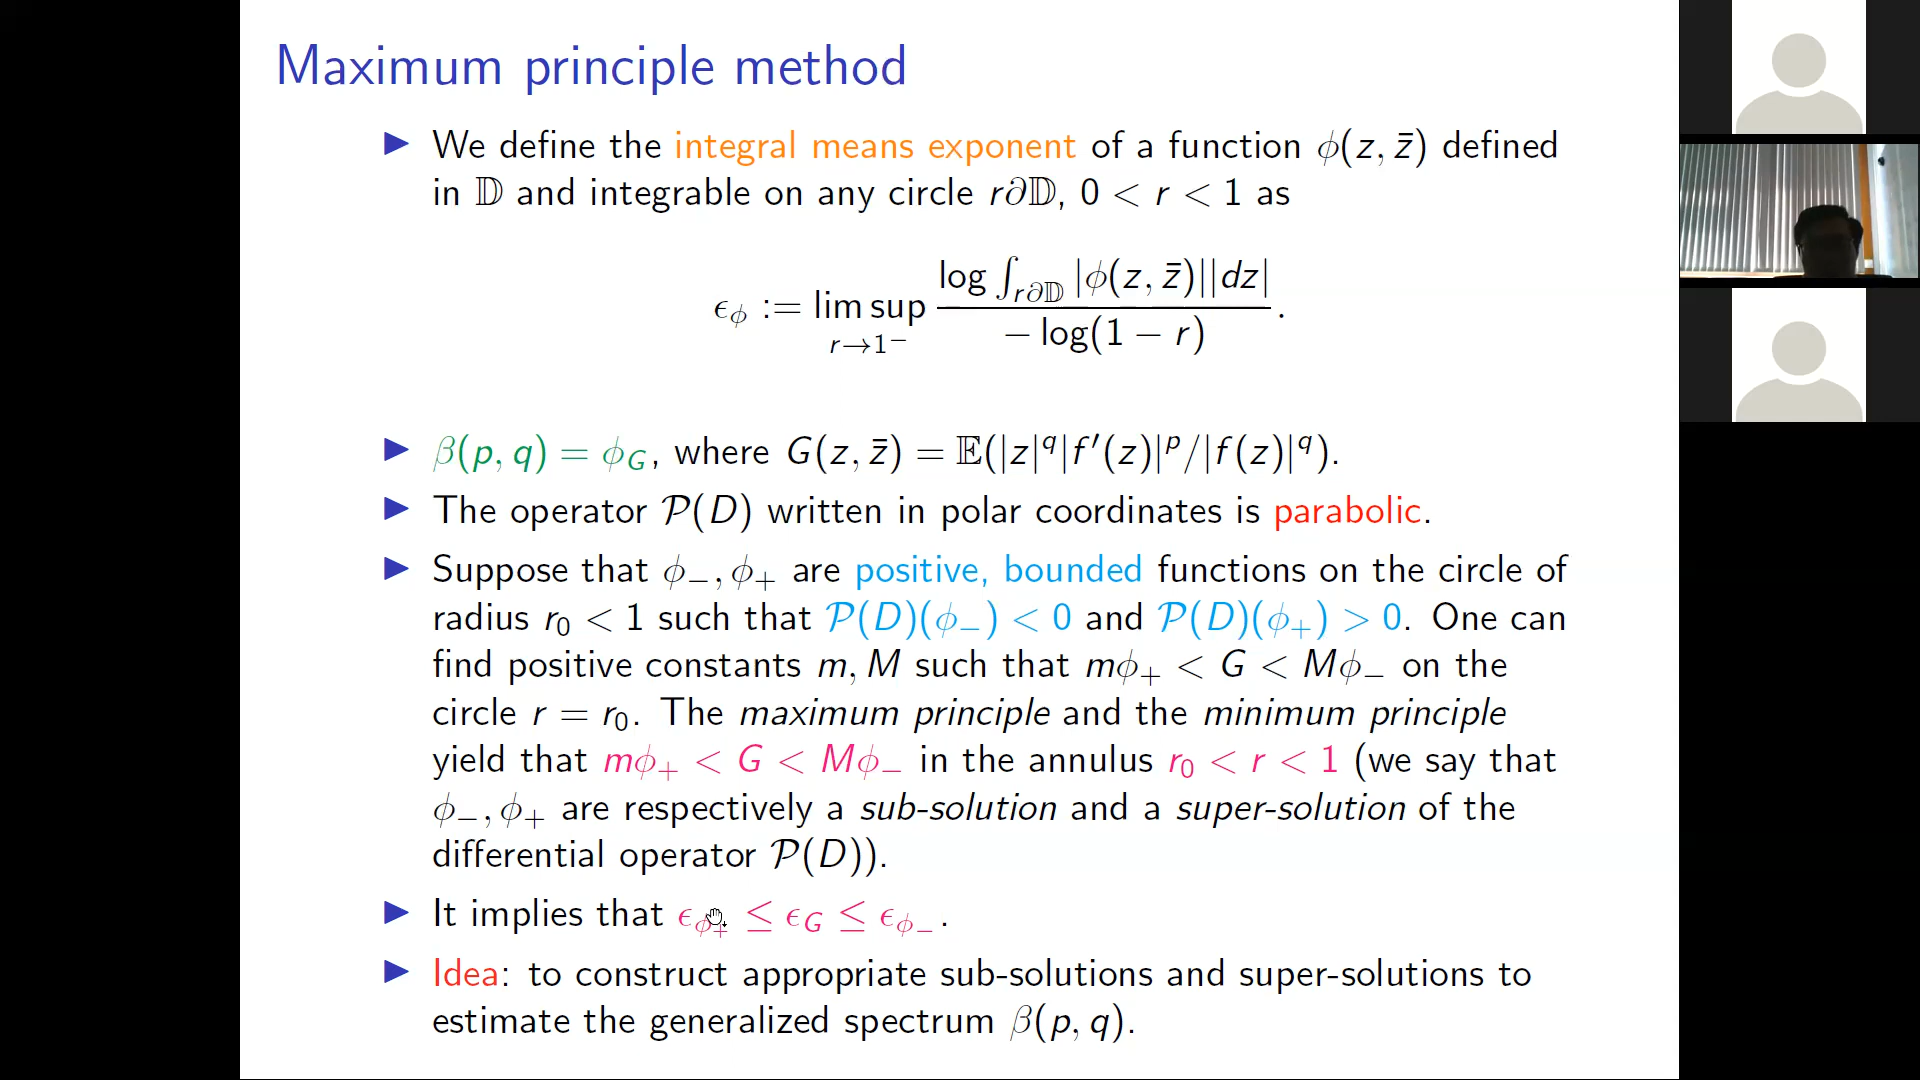 Maximum principle method
▶ We define the integral means exponent of a function ϕ(z, z̄) defined
in 𝔻 and integrable on any circle r∂𝔻, 0 < r < 1 as
ϵ_ϕ := lim sup_{r→1⁻} log ∫_{r∂𝔻} |ϕ(z, z̄)||dz| / − log(1 − r) .
▶ β(p, q) = ϕ_G, where G(z, z̄) = 𝔼(|z|^q|f′(z)|^p/|f(z)|^q).
▶ The operator 𝒫(D) written in polar coordinates is parabolic.
▶ Suppose that ϕ₋, ϕ₊ are positive, bounded functions on the circle of
radius r₀ < 1 such that 𝒫(D)(ϕ₋) < 0 and 𝒫(D)(ϕ₊) > 0. One can
find positive constants m, M such that mϕ₊ < G < Mϕ₋ on the
circle r = r₀. The maximum principle and the minimum principle
yield that mϕ₊ < G < Mϕ₋ in the annulus r₀ < r < 1 (we say that
ϕ₋, ϕ₊ are respectively a sub-solution and a super-solution of the
differential operator 𝒫(D)).
▶ It implies that ϵ_{ϕ₊} ≤ ϵ_G ≤ ϵ_{ϕ₋}.
▶ Idea: to construct appropriate sub-solutions and super-solutions to
estimate the generalized spectrum β(p, q).